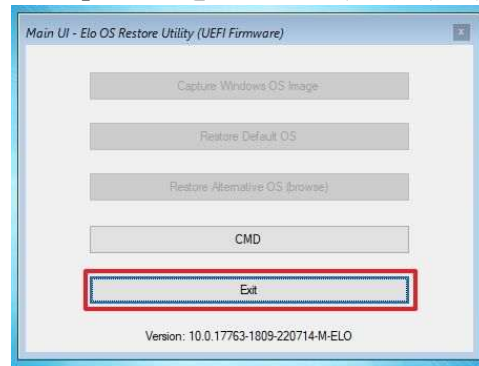 Main UI - Elo OS Restore Utility (UEFI Firmware)
x
Capture Windows OS Image
Restore Default OS
Restore Alternative OS (browse)
CMD
Exit
Version: 10.0.17763-1809-220714-M-ELO